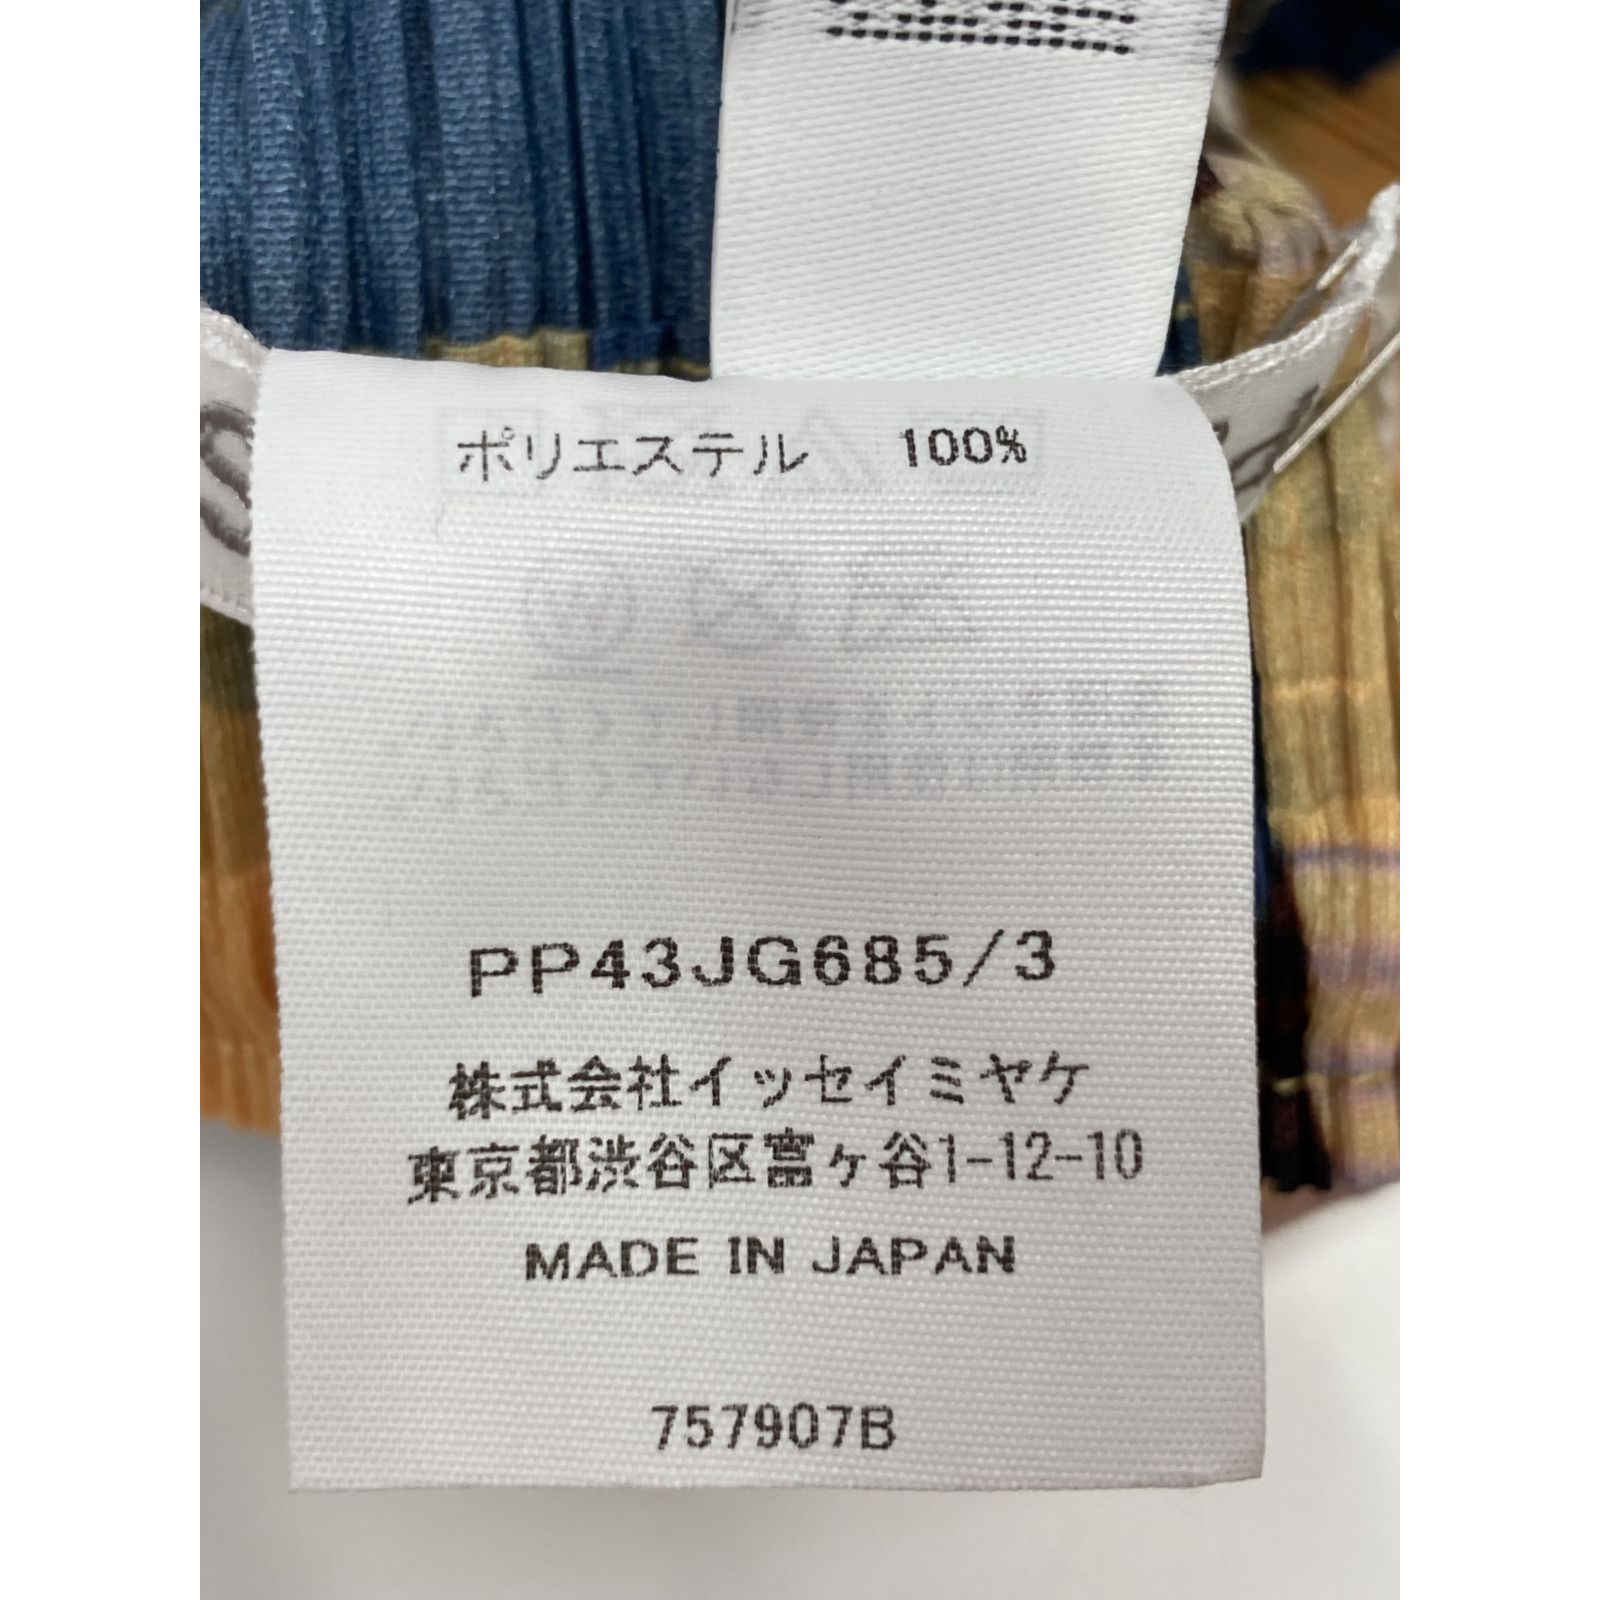 ポリエステル 100%
PP43JG685/3
株式会社イッセイミヤケ
東京都渋谷区富ヶ谷1-12-10
MADE IN JAPAN
757907B